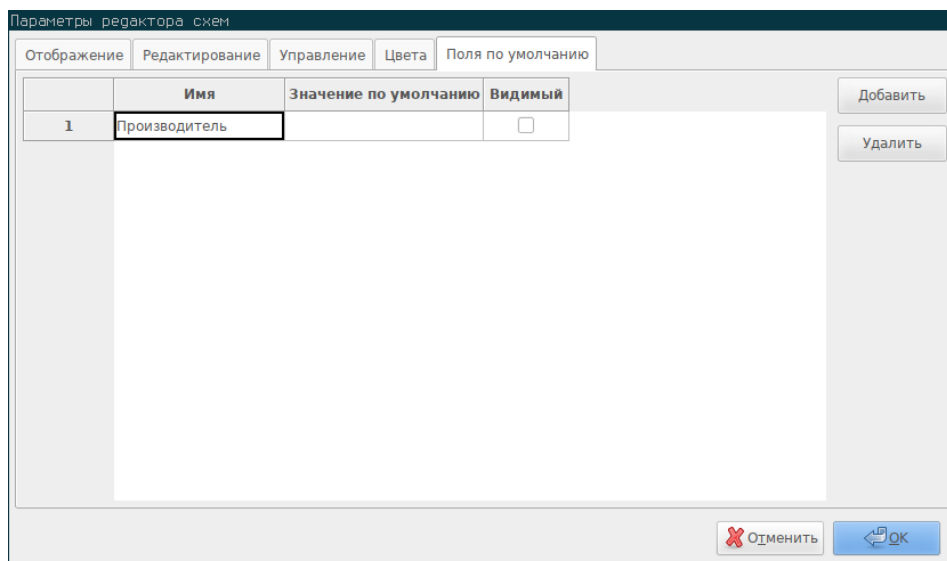 Параметры редактора схем
Отображение Редактирование Управление Цвета Поля по умолчанию
Имя Значение по умолчанию Видимый Добавить
1 Производитель
Удалить
Отменить OK